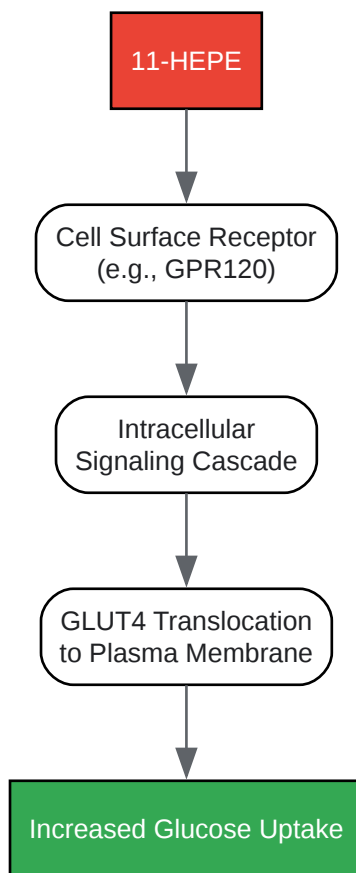 11-HEPE
Cell Surface Receptor
(e.g., GPR120)
Intracellular
Signaling Cascade
GLUT4 Translocation
to Plasma Membrane
Increased Glucose Uptake